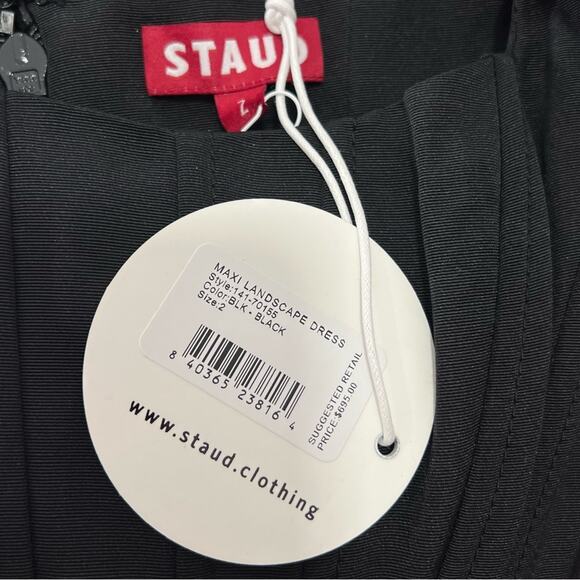 STAUD
2
MAXI LANDSCAPE DRESS
Style:141-70155
Color:BLK - BLACK
Size:2
8 40365 23816 4
SUGGESTED RETAIL
PRICE:$695.00
www.staud.clothing